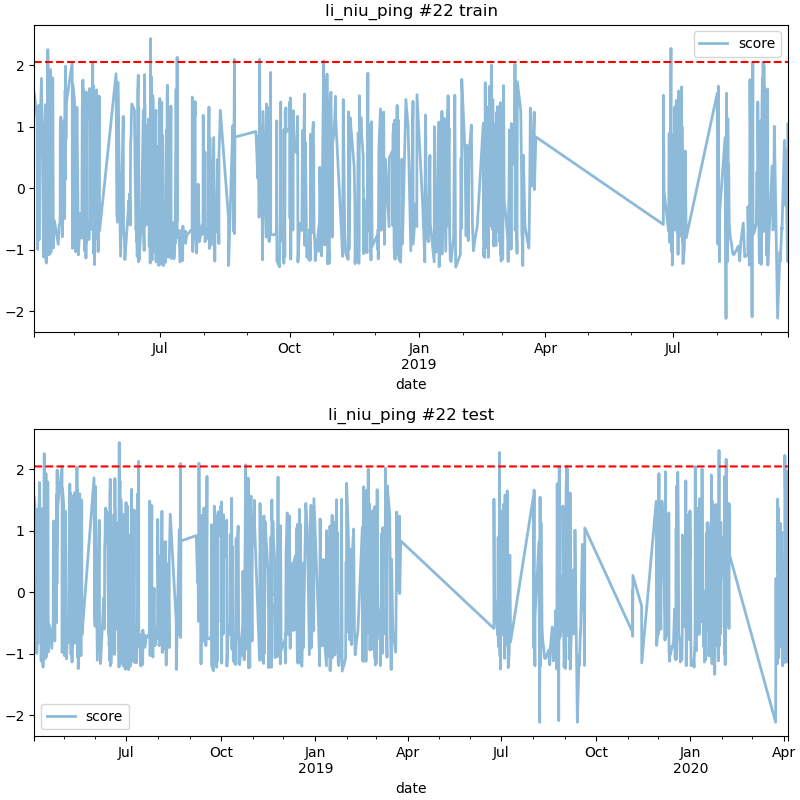 li_niu_ping #22 train
score
2
1
0
−1
−2
Jul Oct Jan Apr Jul
2019
date
li_niu_ping #22 test
2
1
0
−1
−2
score
Jul Oct Jan Apr Jul Oct Jan Apr
2019 2020
date